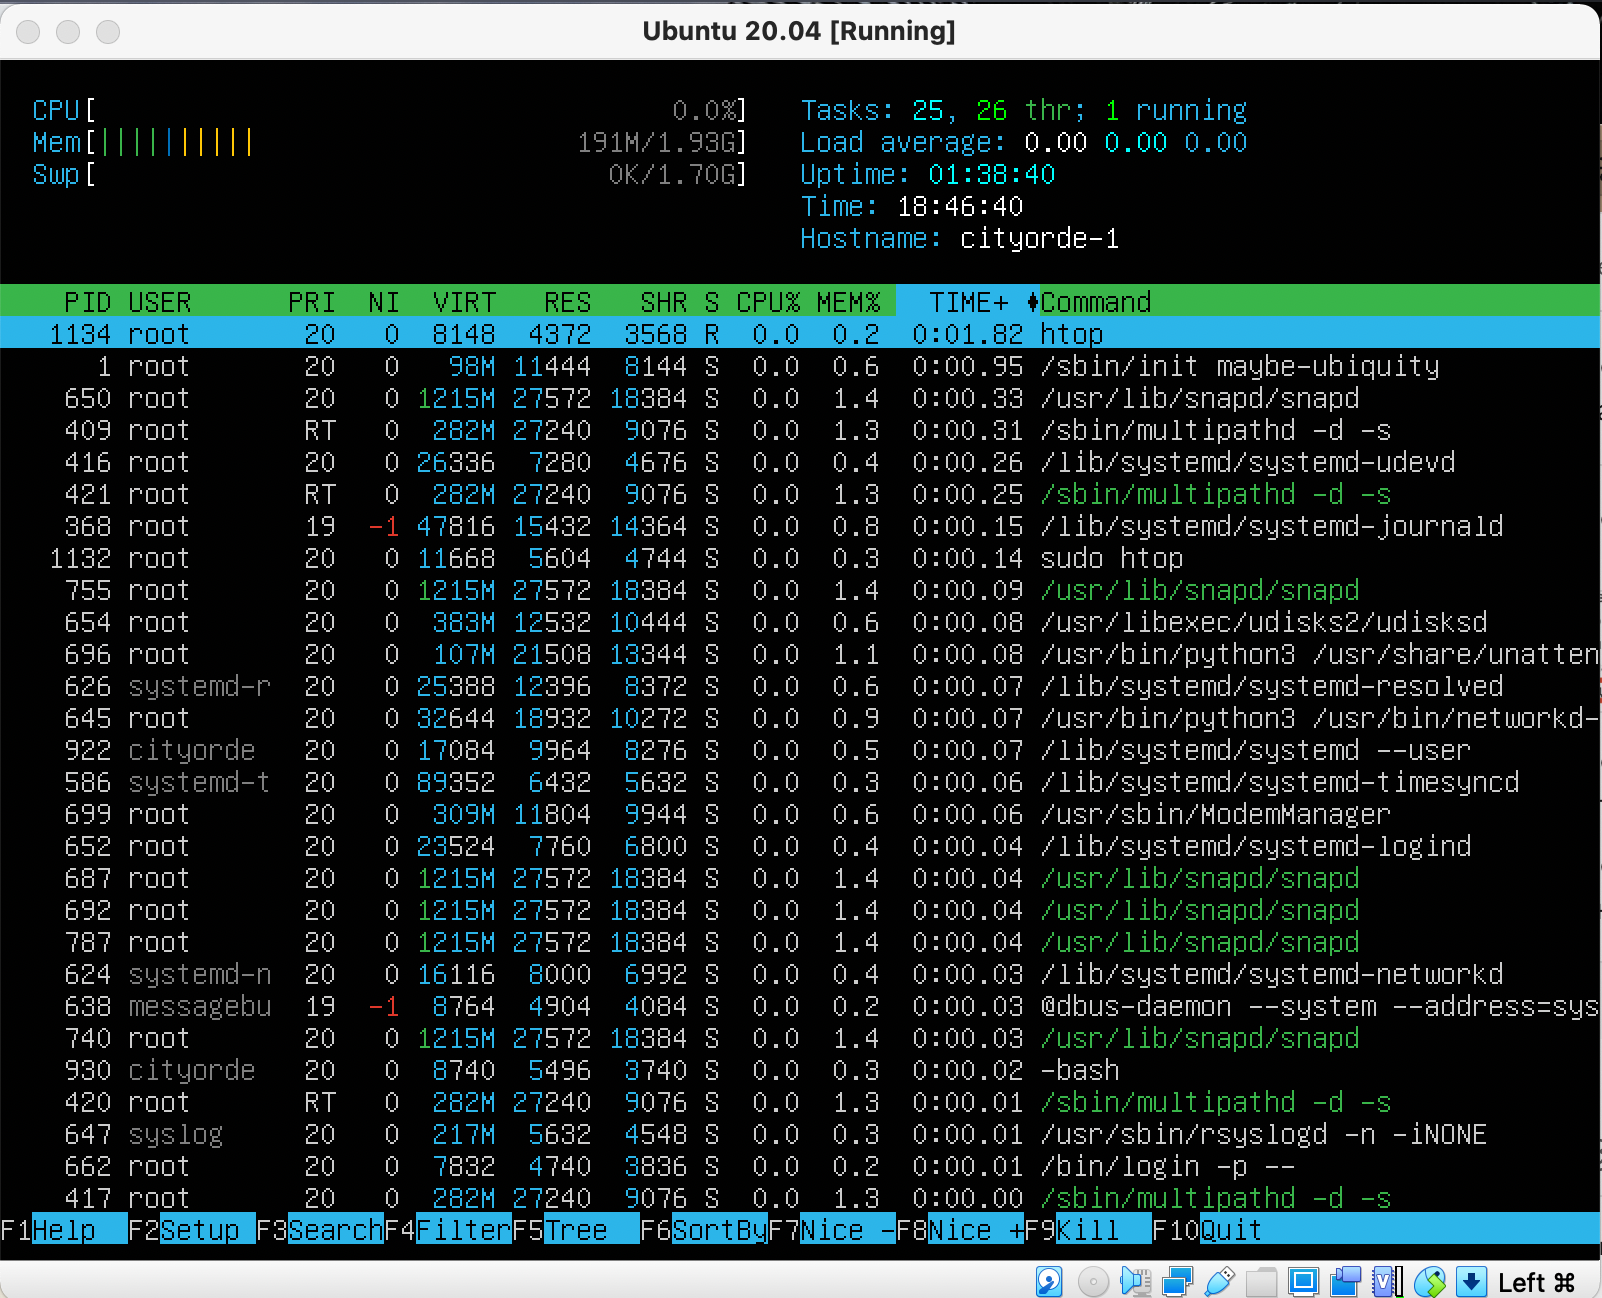 Ubuntu 20.04 [Running]
CPU[ 0.0%] Tasks: 25, 26 thr; 1 running
Mem[|||||||||| 191M/1.93G] Load average: 0.00 0.00 0.00
Swp[ 0K/1.70G] Uptime: 01:38:40
Time: 18:46:40
Hostname: cityorde-1
PID USER PRI NI VIRT RES SHR S CPU% MEM% TIME+ Command
1134 root 20 0 8148 4372 3568 R 0.0 0.2 0:01.82 htop
1 root 20 0 98M 11444 8144 S 0.0 0.6 0:00.95 /sbin/init maybe-ubiquity
650 root 20 0 1215M 27572 18384 S 0.0 1.4 0:00.33 /usr/lib/snapd/snapd
409 root RT 0 282M 27240 9076 S 0.0 1.3 0:00.31 /sbin/multipathd -d -s
416 root 20 0 26336 7280 4676 S 0.0 0.4 0:00.26 /lib/systemd/systemd-udevd
421 root RT 0 282M 27240 9076 S 0.0 1.3 0:00.25 /sbin/multipathd -d -s
368 root 19 -1 47816 15432 14364 S 0.0 0.8 0:00.15 /lib/systemd/systemd-journald
1132 root 20 0 11668 5604 4744 S 0.0 0.3 0:00.14 sudo htop
755 root 20 0 1215M 27572 18384 S 0.0 1.4 0:00.09 /usr/lib/snapd/snapd
654 root 20 0 383M 12532 10444 S 0.0 0.6 0:00.08 /usr/libexec/udisks2/udisksd
696 root 20 0 107M 21508 13344 S 0.0 1.1 0:00.08 /usr/bin/python3 /usr/share/unatten
626 systemd-r 20 0 25388 12396 8372 S 0.0 0.6 0:00.07 /lib/systemd/systemd-resolved
645 root 20 0 32644 18932 10272 S 0.0 0.9 0:00.07 /usr/bin/python3 /usr/bin/networkd-
922 cityorde 20 0 17084 9964 8276 S 0.0 0.5 0:00.07 /lib/systemd/systemd --user
586 systemd-t 20 0 89352 6432 5632 S 0.0 0.3 0:00.06 /lib/systemd/systemd-timesyncd
699 root 20 0 309M 11804 9944 S 0.0 0.6 0:00.06 /usr/sbin/ModemManager
652 root 20 0 23524 7760 6800 S 0.0 0.4 0:00.04 /lib/systemd/systemd-logind
687 root 20 0 1215M 27572 18384 S 0.0 1.4 0:00.04 /usr/lib/snapd/snapd
692 root 20 0 1215M 27572 18384 S 0.0 1.4 0:00.04 /usr/lib/snapd/snapd
787 root 20 0 1215M 27572 18384 S 0.0 1.4 0:00.04 /usr/lib/snapd/snapd
624 systemd-n 20 0 16116 8000 6992 S 0.0 0.4 0:00.03 /lib/systemd/systemd-networkd
638 messagebu 19 -1 8764 4904 4084 S 0.0 0.2 0:00.03 @dbus-daemon --system --address=sys
740 root 20 0 1215M 27572 18384 S 0.0 1.4 0:00.03 /usr/lib/snapd/snapd
930 cityorde 20 0 8740 5496 3740 S 0.0 0.3 0:00.02 -bash
420 root RT 0 282M 27240 9076 S 0.0 1.3 0:00.01 /sbin/multipathd -d -s
647 syslog 20 0 217M 5632 4548 S 0.0 0.3 0:00.01 /usr/sbin/rsyslogd -n -iNONE
662 root 20 0 7832 4740 3836 S 0.0 0.2 0:00.01 /bin/login -p --
417 root 20 0 282M 27240 9076 S 0.0 1.3 0:00.00 /sbin/multipathd -d -s
F1Help F2Setup F3SearchF4FilterF5Tree F6SortByF7Nice -F8Nice +F9Kill F10Quit
Left ⌘